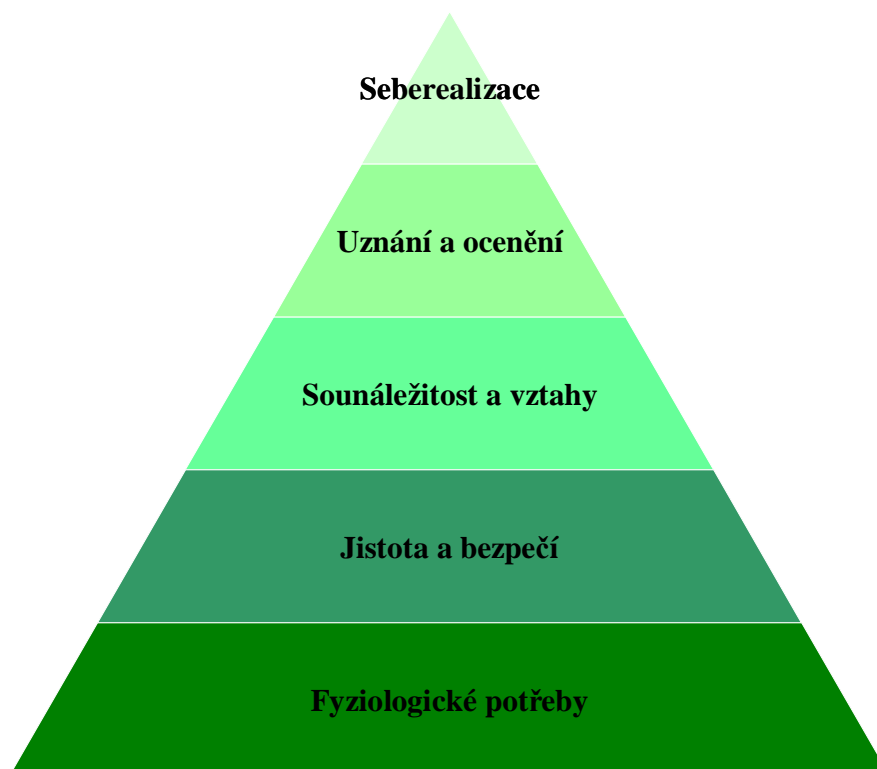 Seberealizace
Uznání a ocenění
Sounáležitost a vztahy
Jistota a bezpečí
Fyziologické potřeby